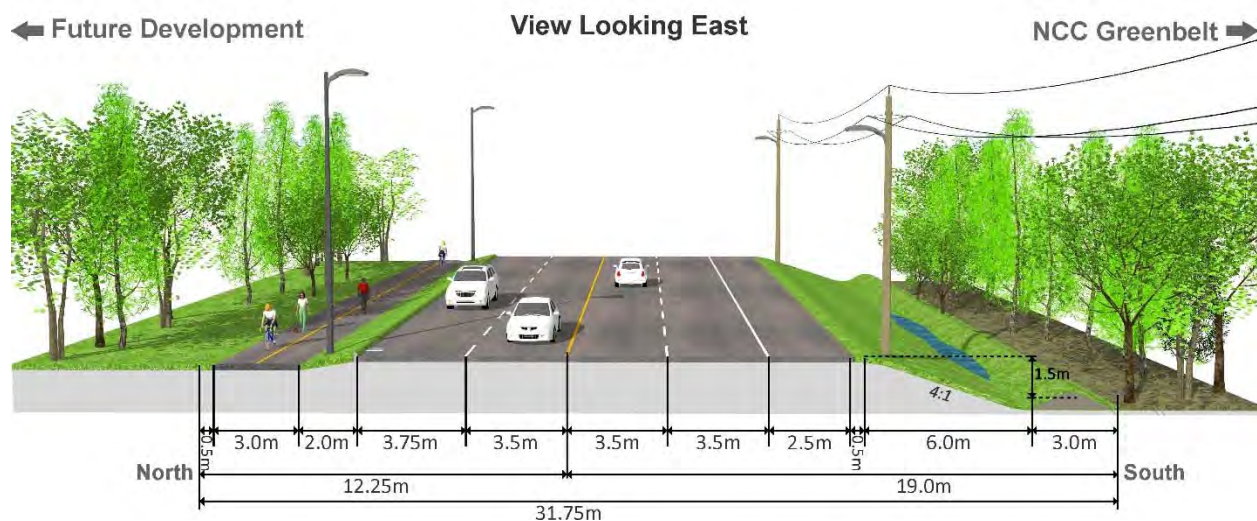 Future Development
View Looking East
NCC Greenbelt
1.5m
4:1
0.5m
3.0m
2.0m
3.75m
3.5m
3.5m
3.5m
2.5m
0.5m
6.0m
3.0m
North
South
12.25m
19.0m
31.75m